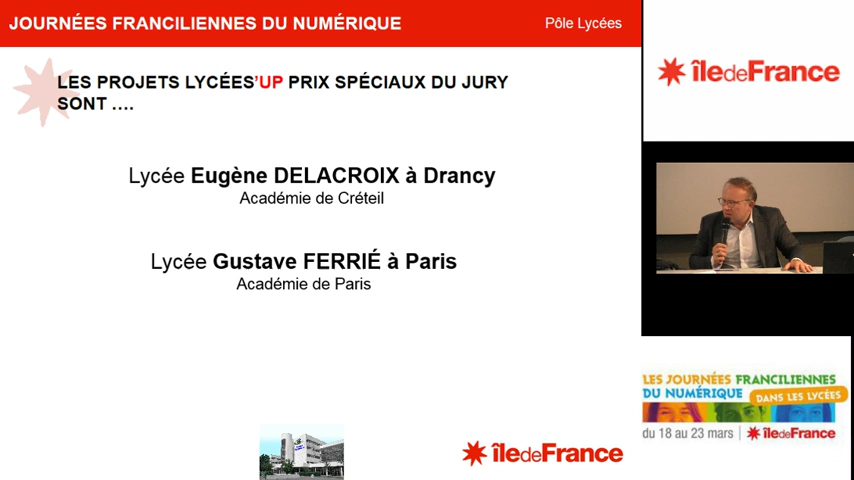 JOURNÉES FRANCILIENNES DU NUMÉRIQUE
Pôle Lycées
LES PROJETS LYCÉES'UP PRIX SPÉCIAUX DU JURY
SONT ....
Lycée Eugène DELACROIX à Drancy
Académie de Créteil
Lycée Gustave FERRIÉ à Paris
Académie de Paris
îledeFrance
îledeFrance
LES JOURNÉES FRANCILIENNES
DU NUMÉRIQUE DANS LES LYCÉES
du 18 au 23 mars | îledeFrance